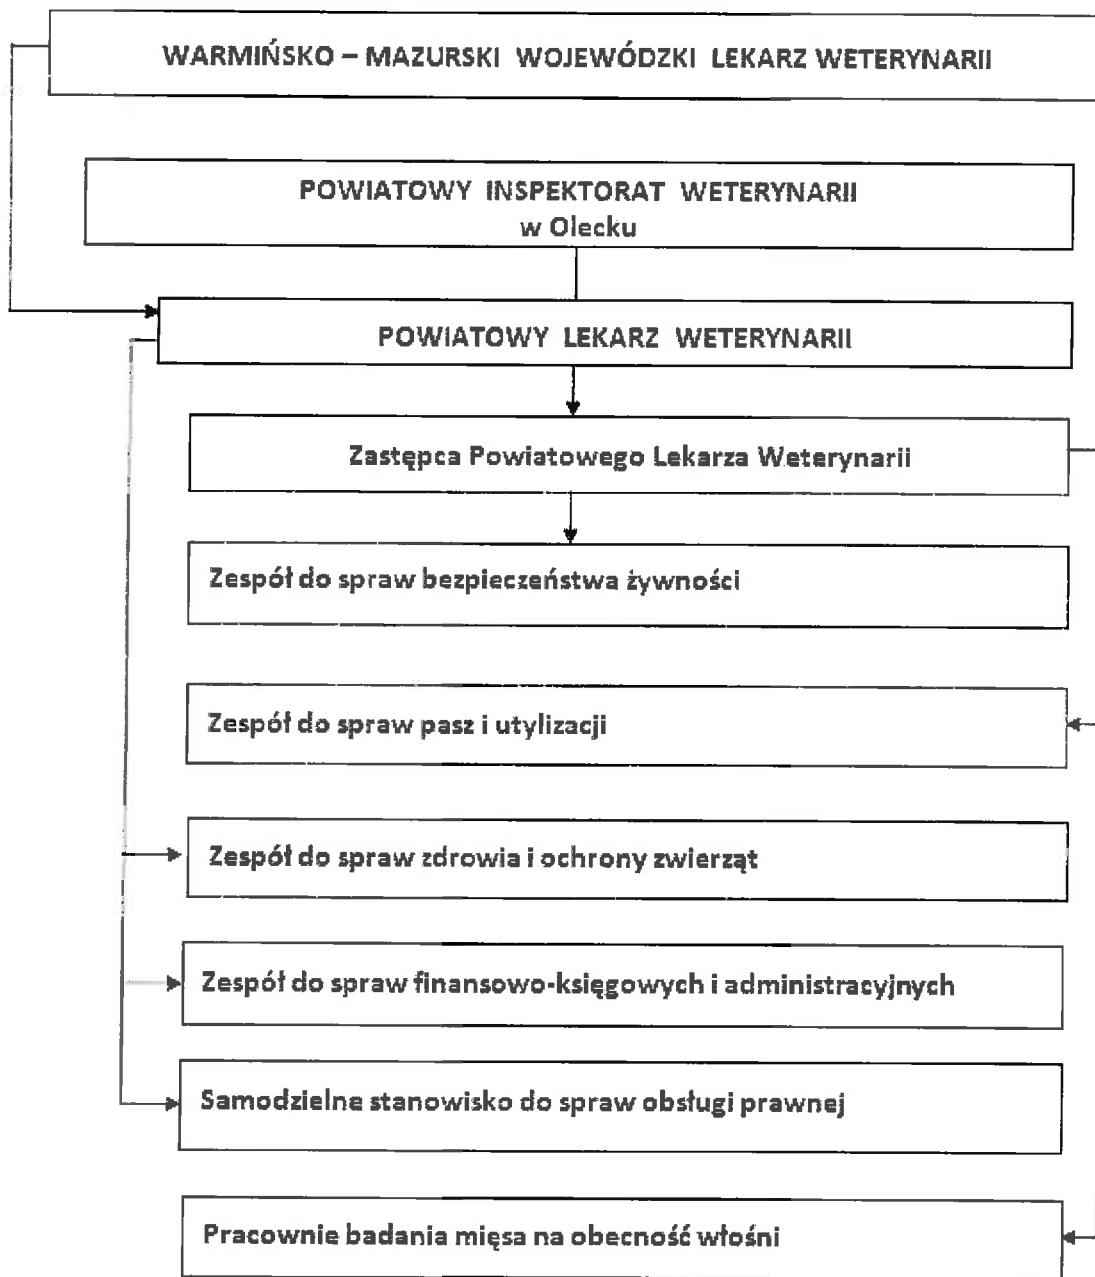 WARMIŃSKO – MAZURSKI WOJEWÓDZKI LEKARZ WETERYNARII
POWIATOWY INSPEKTORAT WETERYNARII
w Olecku
POWIATOWY LEKARZ WETERYNARII
Zastępca Powiatowego Lekarza Weterynarii
Zespół do spraw bezpieczeństwa żywności
Zespół do spraw pasz i utylizacji
Zespół do spraw zdrowia i ochrony zwierząt
Zespół do spraw finansowo-księgowych i administracyjnych
Samodzielne stanowisko do spraw obsługi prawnej
Pracownie badania mięsa na obecność włośni